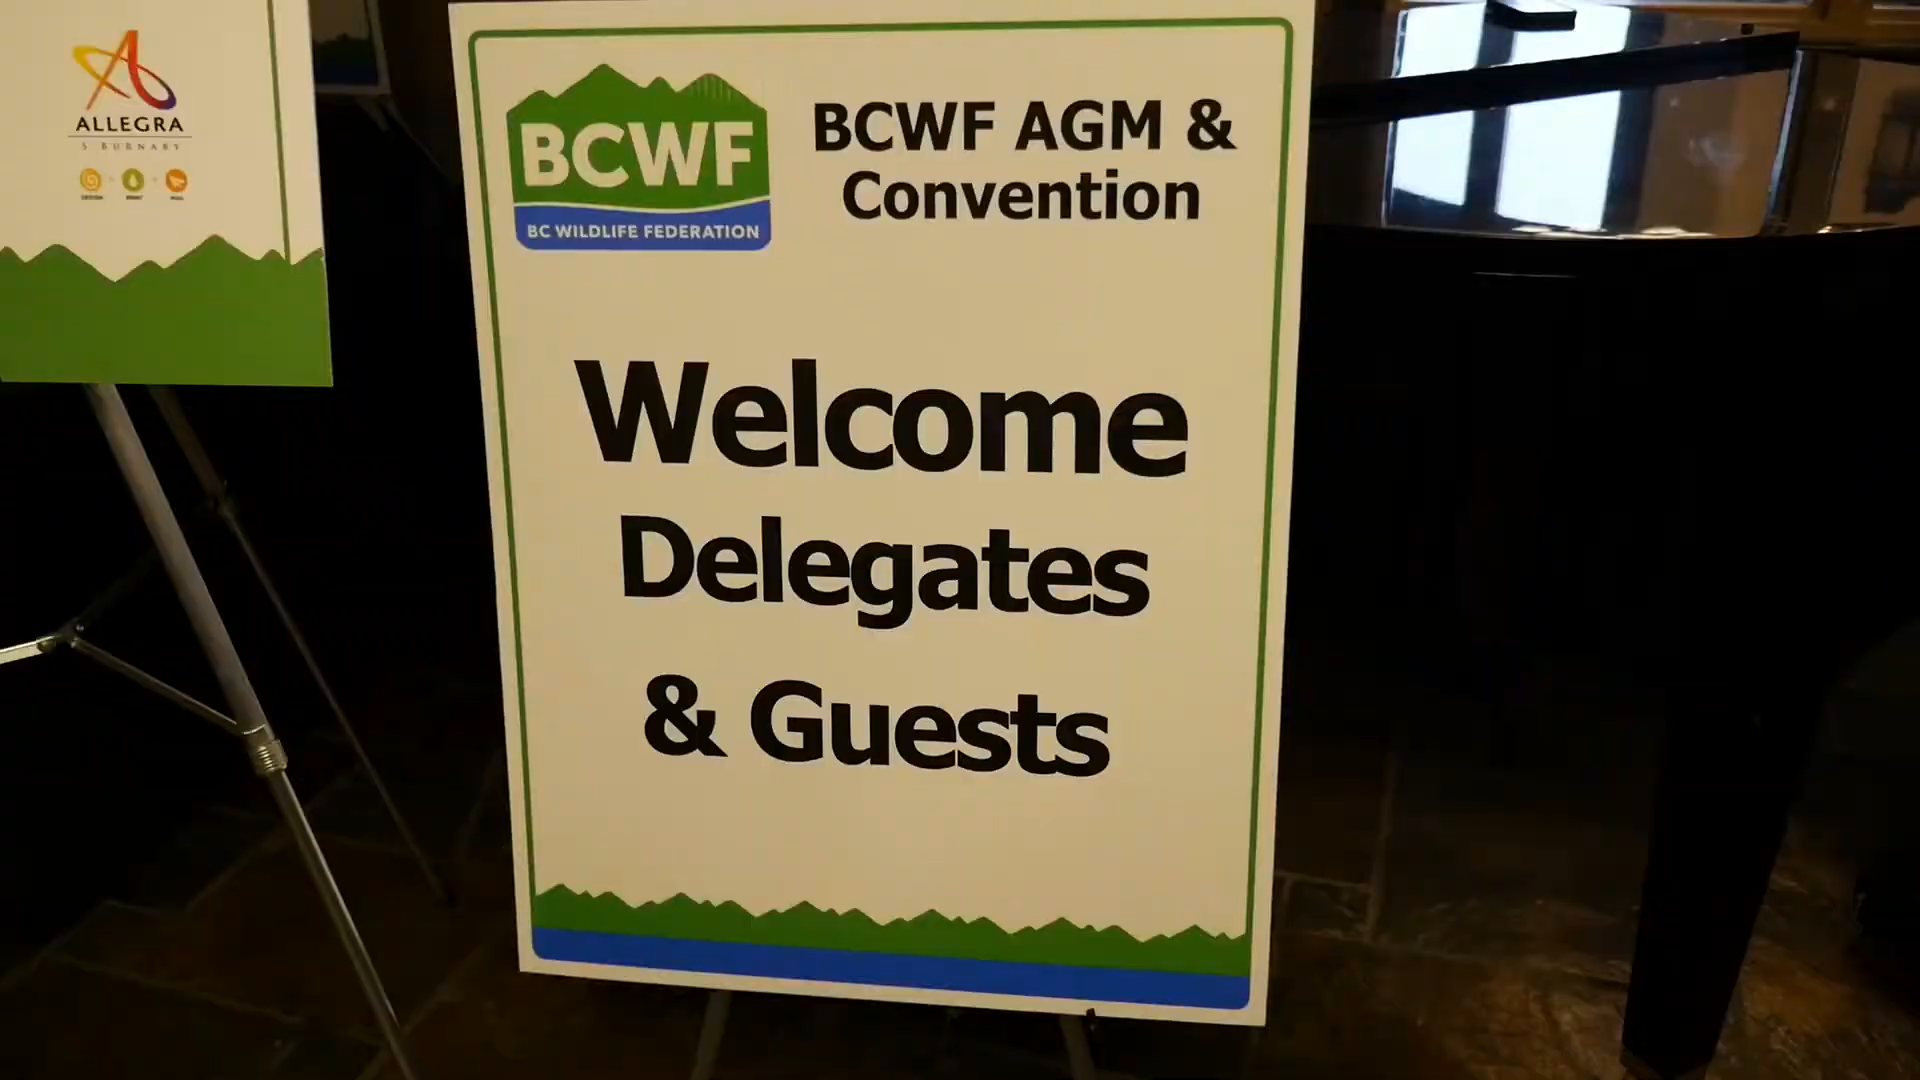 ALLEGRA
S BURNABY
BCWF
BC WILDLIFE FEDERATION
BCWF AGM &
Convention
Welcome
Delegates
& Guests